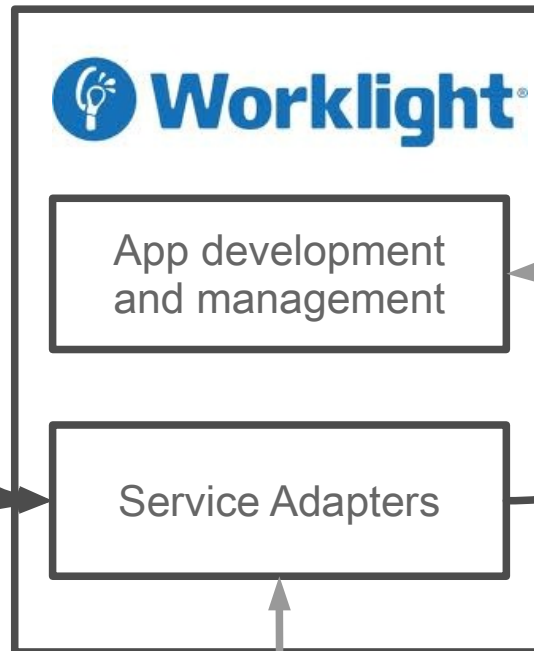 Worklight®
App development
and management
Service Adapters